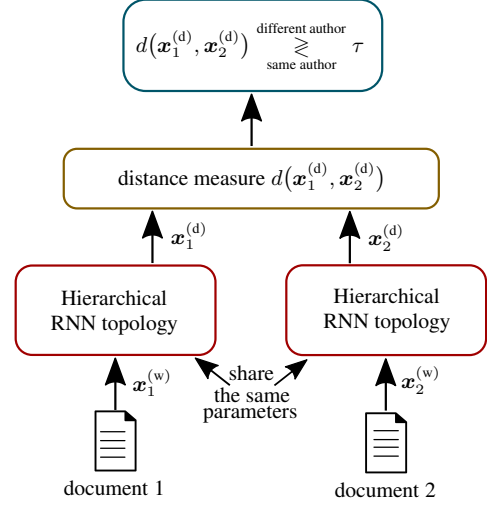 d(x₁⁽ᵈ⁾, x₂⁽ᵈ⁾) different author ≷ same author τ
distance measure d(x₁⁽ᵈ⁾, x₂⁽ᵈ⁾)
x₁⁽ᵈ⁾
x₂⁽ᵈ⁾
Hierarchical
RNN topology
Hierarchical
RNN topology
x₁⁽ʷ⁾
share
the same
parameters
x₂⁽ʷ⁾
document 1
document 2